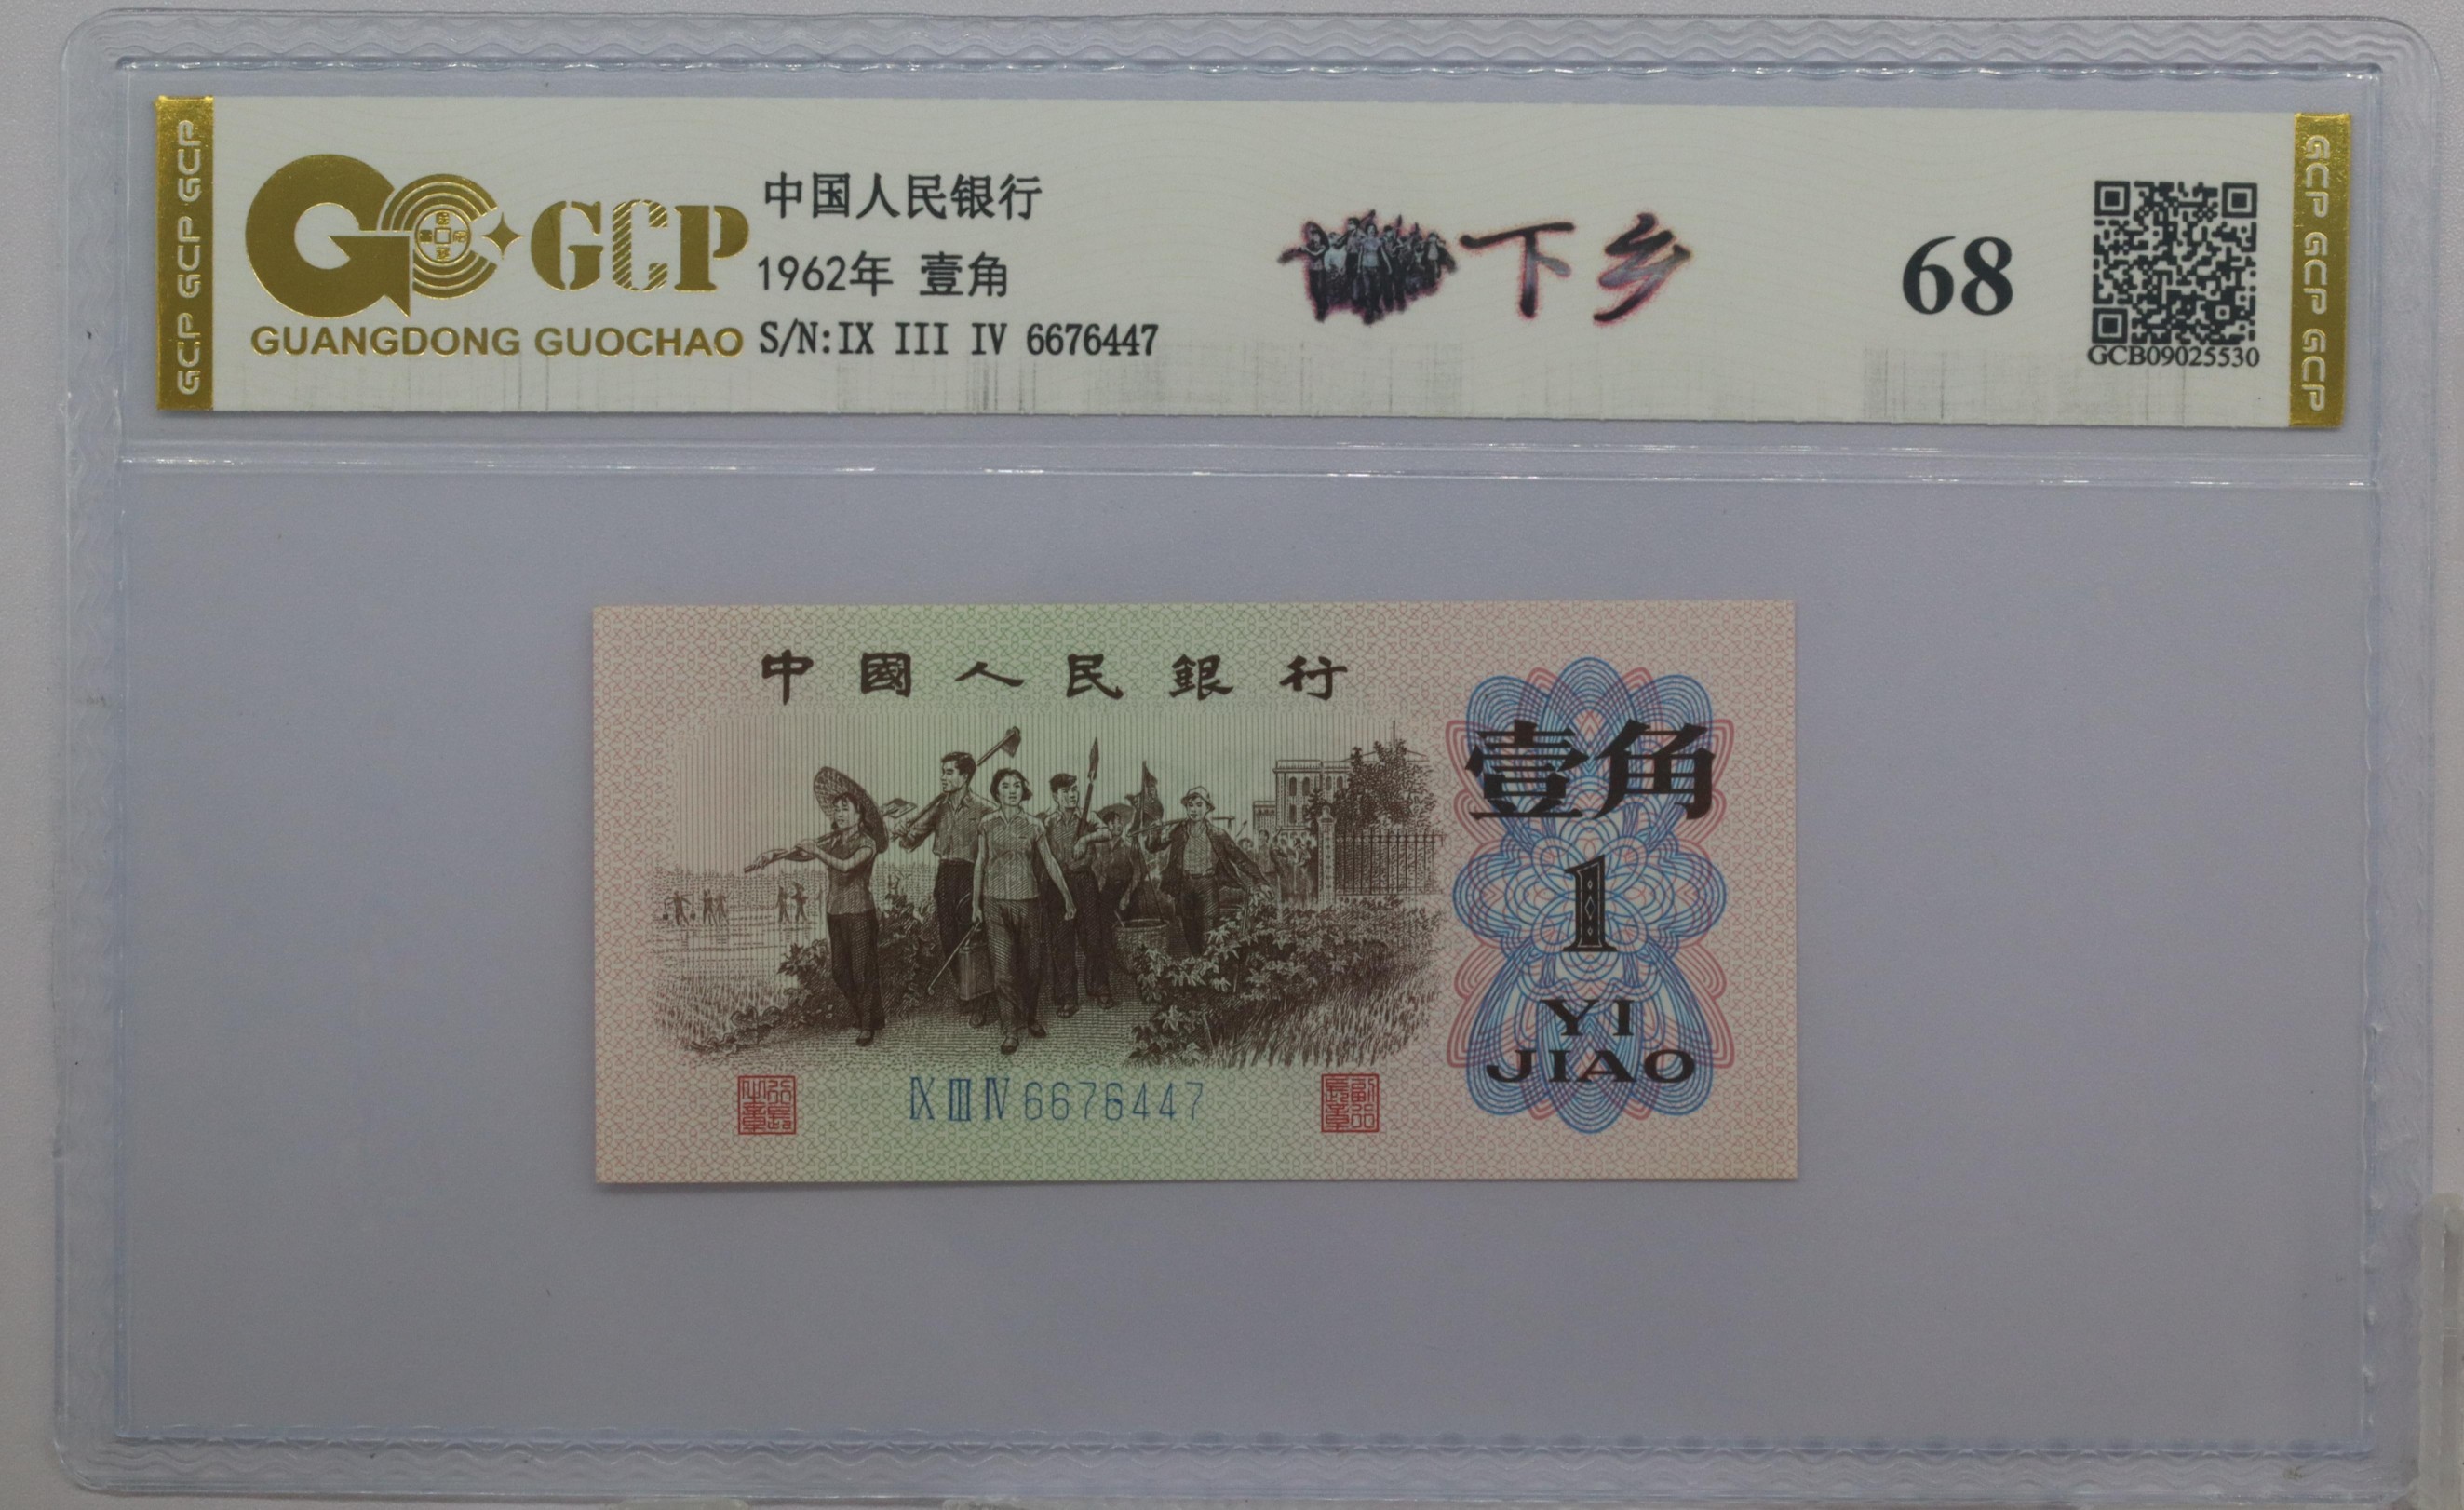 GCP GCP GCP
GCP
GUANGDONG GUOCHAO
中国人民银行
1962年 壹角
S/N:IX III IV 6676447
下乡
68
GCB09025530
GCP GCP GCP
中國人民銀行
壹角
1
YI
JIAO
IX III IV 6676447